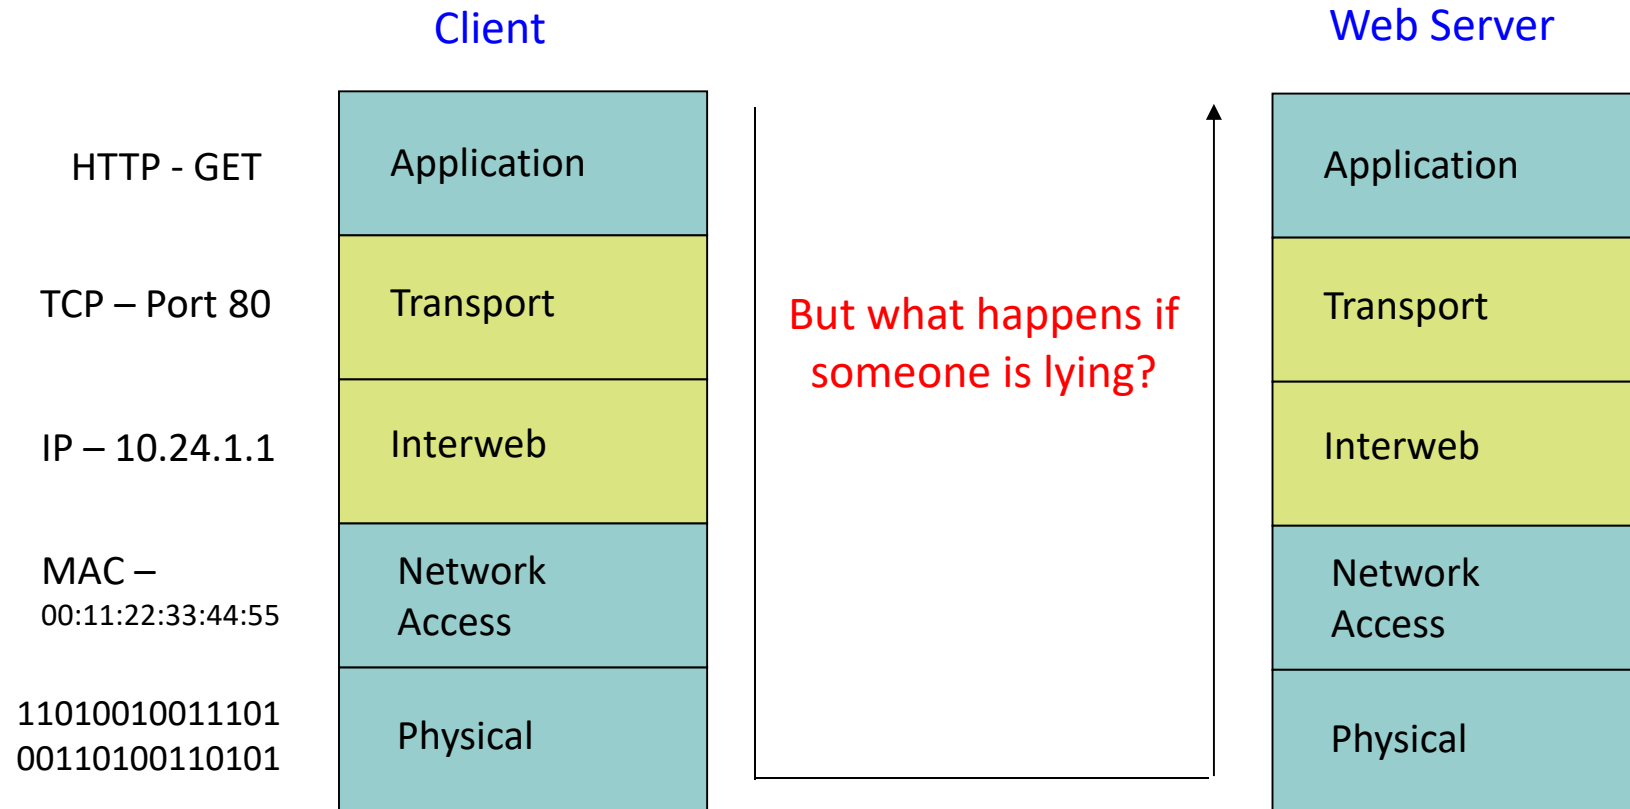 Client
Web Server
HTTP - GET
Application
Application
TCP – Port 80
Transport
But what happens if
someone is lying?
Transport
IP – 10.24.1.1
Interweb
Interweb
MAC –
00:11:22:33:44:55
Network
Access
Network
Access
11010010011101
00110100110101
Physical
Physical